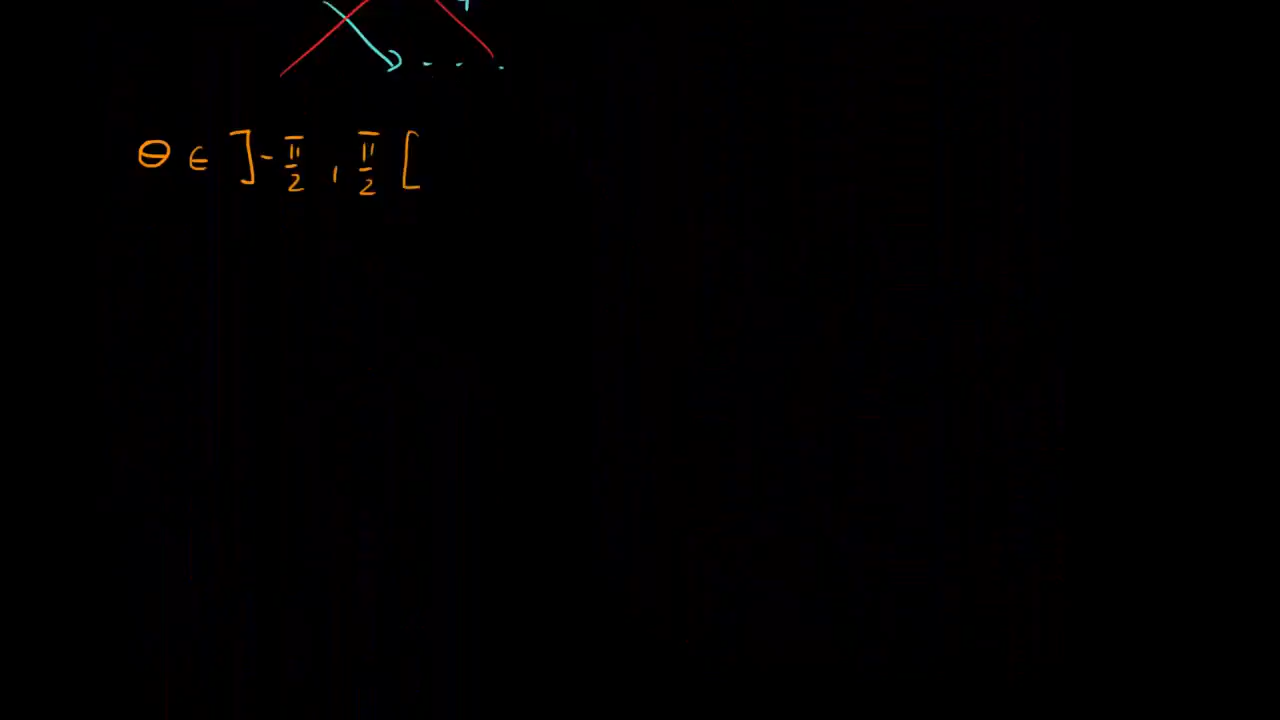 θ ∈ ]-π/2 , π/2 [